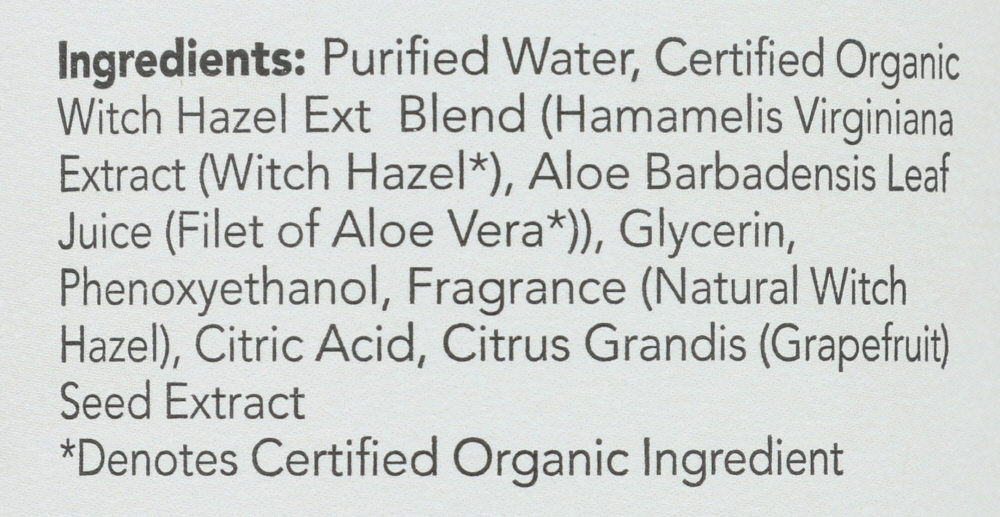 Ingredients: Purified Water, Certified Organic
Witch Hazel Ext  Blend (Hamamelis Virginiana
Extract (Witch Hazel*), Aloe Barbadensis Leaf
Juice (Filet of Aloe Vera*)), Glycerin,
Phenoxyethanol, Fragrance (Natural Witch
Hazel), Citric Acid, Citrus Grandis (Grapefruit)
Seed Extract
*Denotes Certified Organic Ingredient